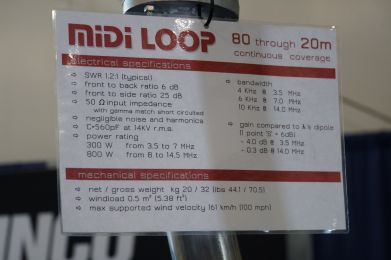 MIDI LOOP 80 through 20m
continuous coverage
electrical specifications
SWR 1.2:1 (typical)
front to back ratio 6 dB
front to side ratio 25 dB
50 Ω input impedance
with gamma match short circuited
negligible noise and harmonics
C=560pF at 14KV r.m.s.
power rating
300 W from 3.5 to 7 MHz
800 W from 8 to 14.5 MHz
bandwidth
4 KHz @ 3.5 MHz
6 KHz @ 7.0 MHz
10 KHz @ 14.0 MHz
gain compared to λ/2 dipole
(1 point 'S' = 6dB)
- 4.0 dB @ 3.5 MHz
- 0.3 dB @ 14.0 MHz
mechanical specifications
net / gross weight kg 20 / 32 (lbs 44.1 / 70.5)
windload 0.5 m² (5.38 ft²)
max supported wind velocity 161 km/h (100 mph)
INCO